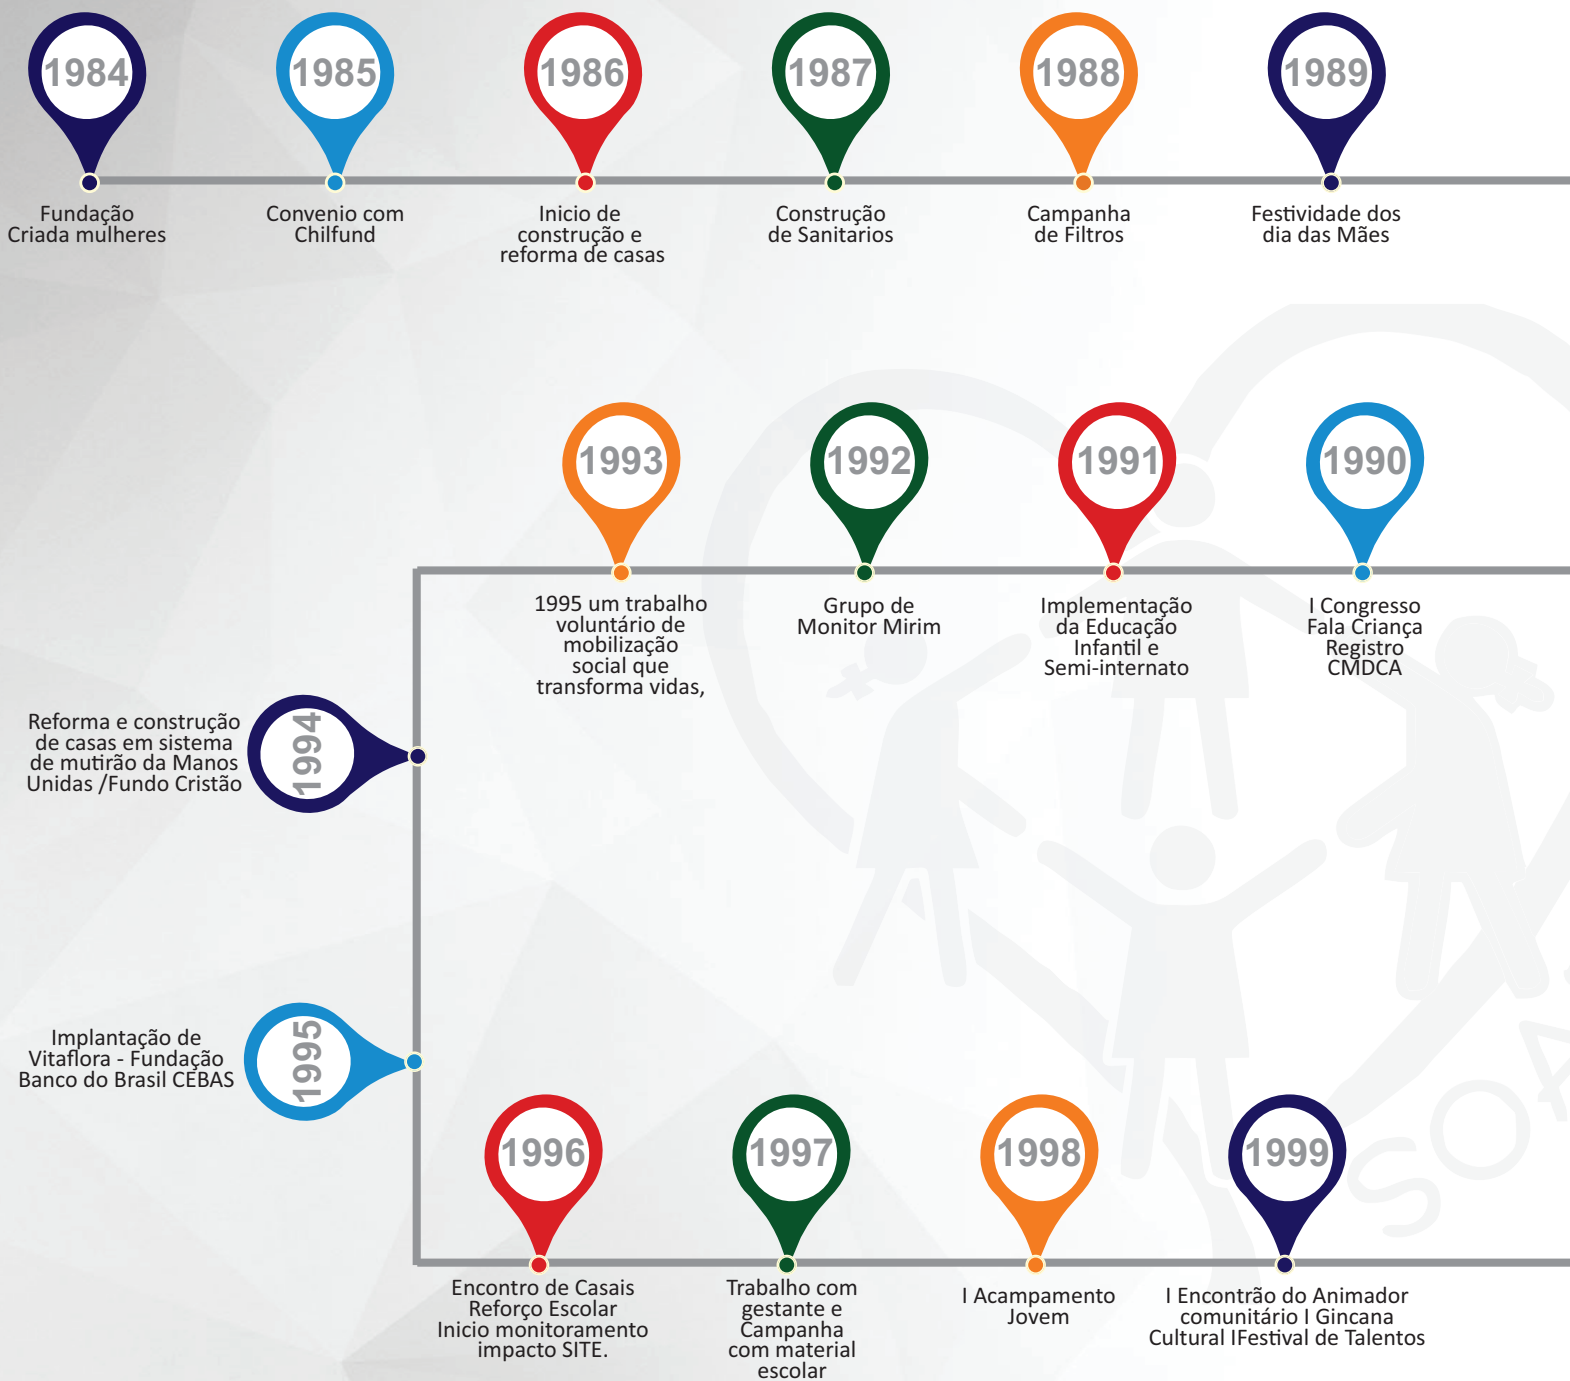 1984
Fundação
Criada mulheres
1985
Convenio com
Chilfund
1986
Inicio de
construção e
reforma de casas
1987
Construção
de Sanitarios
1988
Campanha
de Filtros
1989
Festividade dos
dia das Mães
1993
1995 um trabalho
voluntário de
mobilização
social que
transforma vidas,
1992
Grupo de
Monitor Mirim
1991
Implementação
da Educação
Infantil e
Semi-internato
1990
I Congresso
Fala Criança
Registro
CMDCA
1994
Reforma e construção
de casas em sistema
de mutirão da Manos
Unidas /Fundo Cristão
1995
Implantação de
Vitaflora - Fundação
Banco do Brasil CEBAS
1996
Encontro de Casais
Reforço Escolar
Inicio monitoramento
impacto SITE.
1997
Trabalho com
gestante e
Campanha
com material
escolar
1998
I Acampamento
Jovem
1999
I Encontrão do Animador
comunitário I Gincana
Cultural IFestival de Talentos